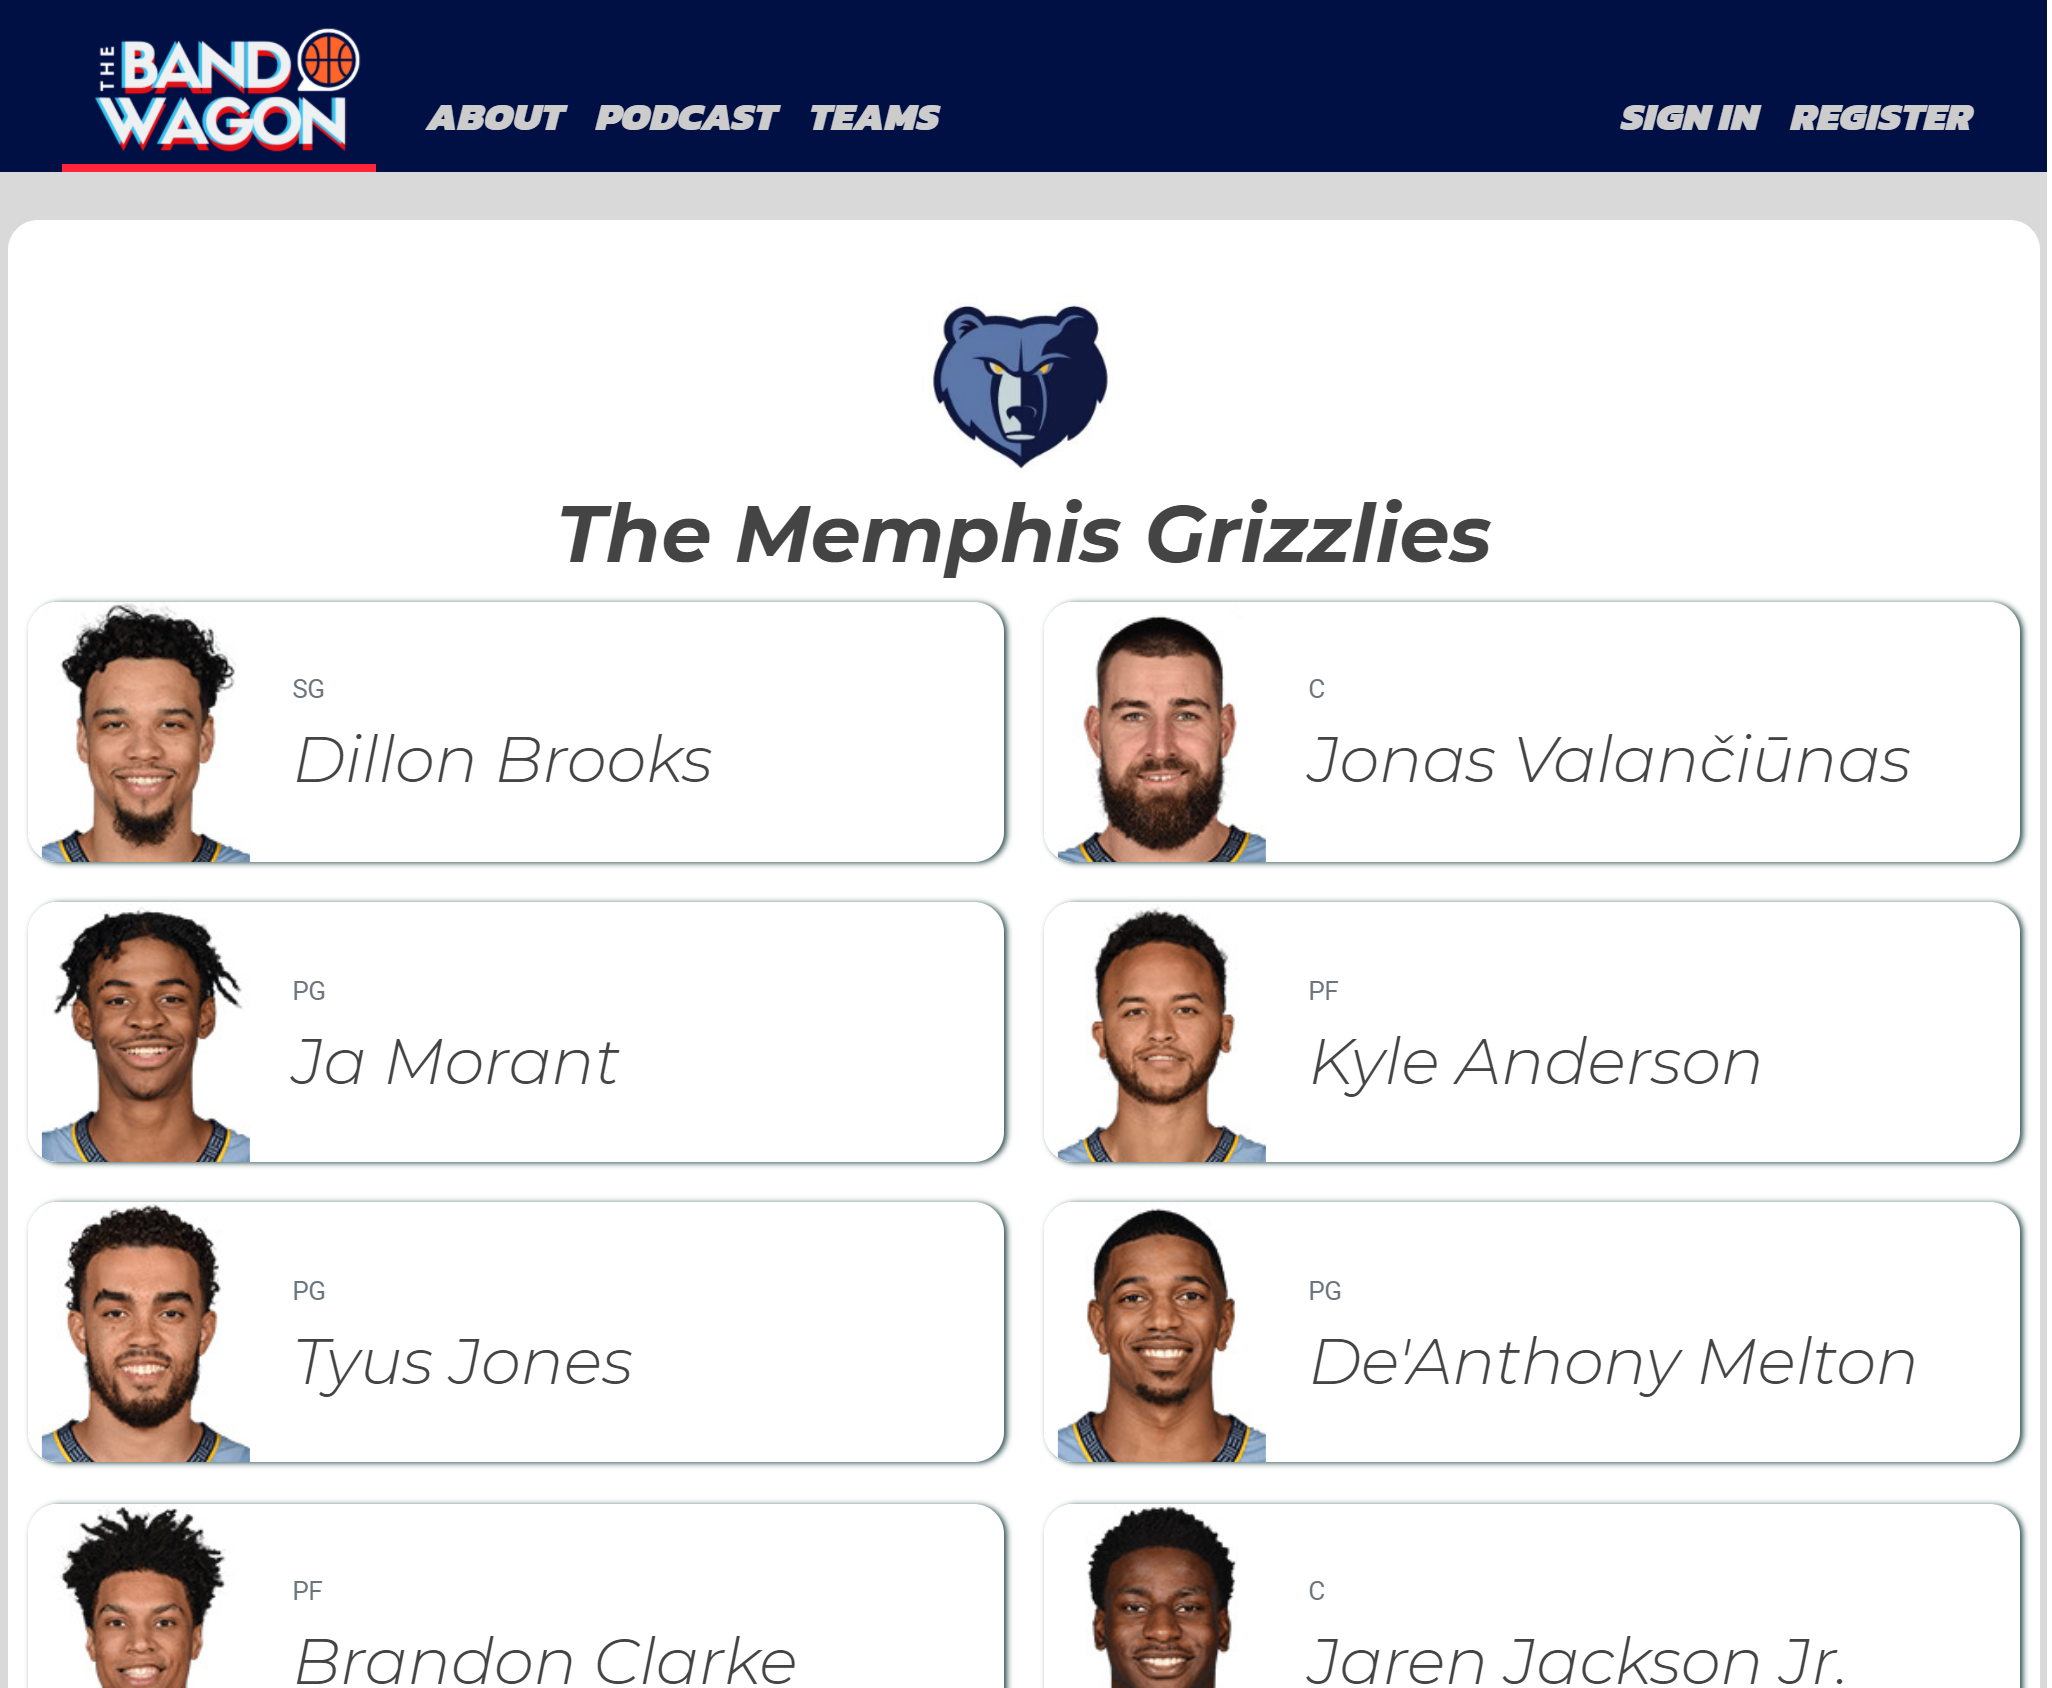 THE BAND WAGON
ABOUT PODCAST TEAMS SIGN IN REGISTER
The Memphis Grizzlies
SG
Dillon Brooks
C
Jonas Valančiūnas
PG
Ja Morant
PF
Kyle Anderson
PG
Tyus Jones
PG
De'Anthony Melton
PF
Brandon Clarke
C
Jaren Jackson Jr.